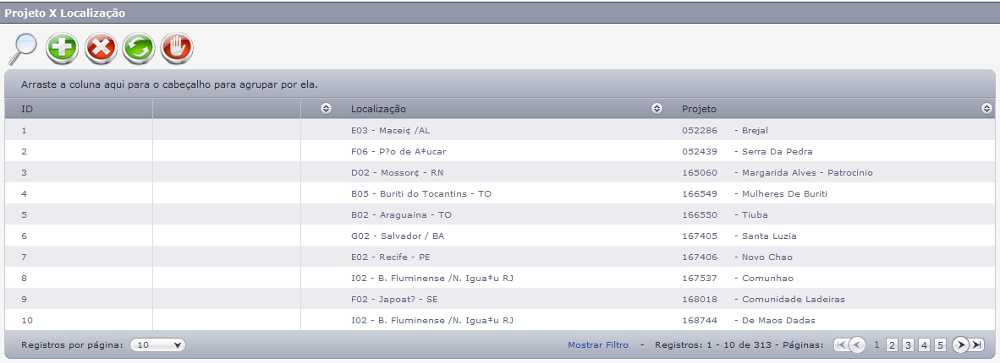 Projeto X Localização
Arraste a coluna aqui para o cabeçalho para agrupar por ela.
ID Localização Projeto
1 E03 - Macei¢ /AL 052286 - Brejal
2 F06 - P?o de A‡ucar 052439 - Serra Da Pedra
3 D02 - Mossor¢ - RN 165060 - Margarida Alves - Patrocinio
4 B05 - Buriti do Tocantins - TO 166549 - Mulheres De Buriti
5 B02 - Araguaina - TO 166550 - Tiuba
6 G02 - Salvador / BA 167405 - Santa Luzia
7 E02 - Recife - PE 167406 - Novo Chao
8 I02 - B. Fluminense /N. Igua‡u RJ 167537 - Comunhao
9 F02 - Japoat? - SE 168018 - Comunidade Ladeiras
10 I02 - B. Fluminense /N. Igua‡u RJ 168744 - De Maos Dadas
Registros por página: 10 Mostrar Filtro - Registros: 1 - 10 de 313 - Páginas: 1 2 3 4 5